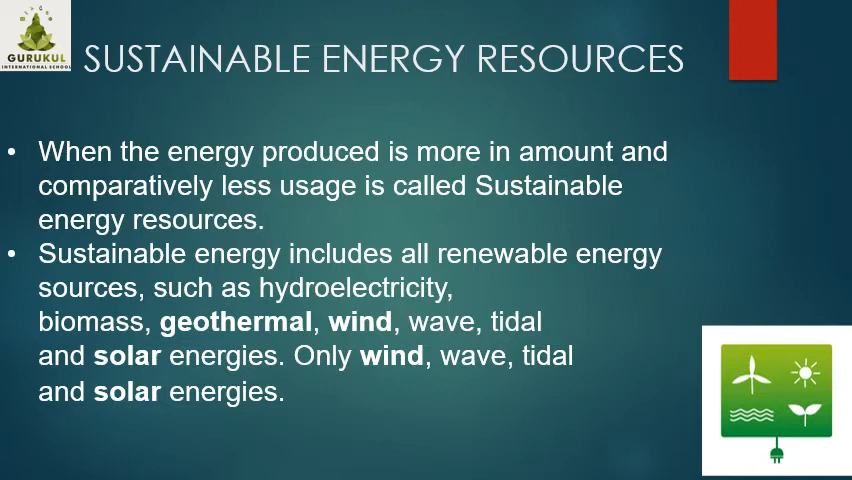 GURUKUL
INTERNATIONAL SCHOOL
SUSTAINABLE ENERGY RESOURCES
• When the energy produced is more in amount and
comparatively less usage is called Sustainable
energy resources.
• Sustainable energy includes all renewable energy
sources, such as hydroelectricity,
biomass, geothermal, wind, wave, tidal
and solar energies. Only wind, wave, tidal
and solar energies.